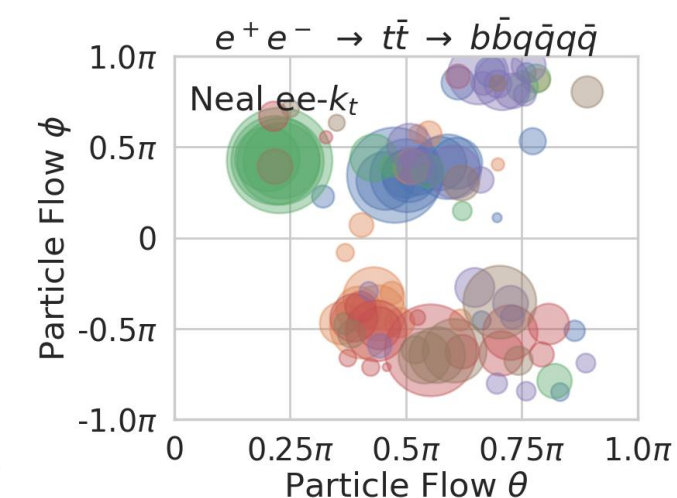 e⁺e⁻ → tt̄ → bb̄qq̄qq̄
1.0π
Neal ee-kₜ
0.5π
0
-0.5π
-1.0π
Particle Flow ϕ
0 0.25π 0.5π 0.75π 1.0π
Particle Flow θ